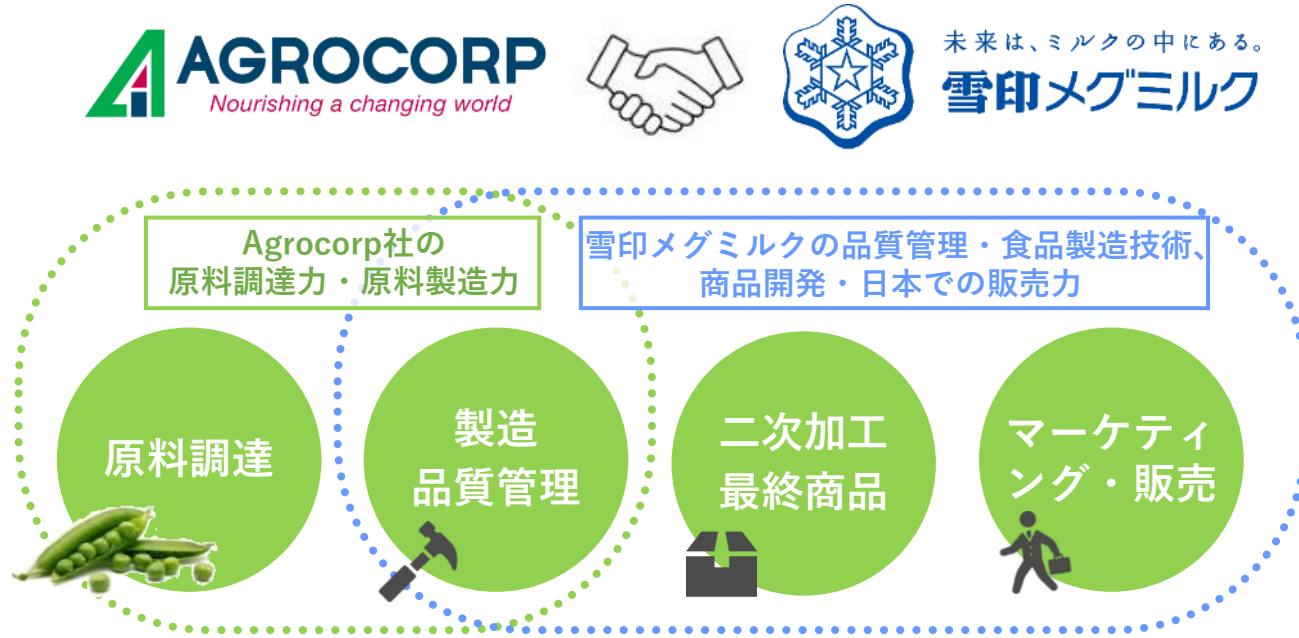 AGROCORP
Nourishing a changing world
未来は、ミルクの中にある。
雪印メグミルク
Agrocorp社の
原料調達力・原料製造力
雪印メグミルクの品質管理・食品製造技術、
商品開発・日本での販売力
原料調達
製造
品質管理
二次加工
最終商品
マーケティ
ング・販売